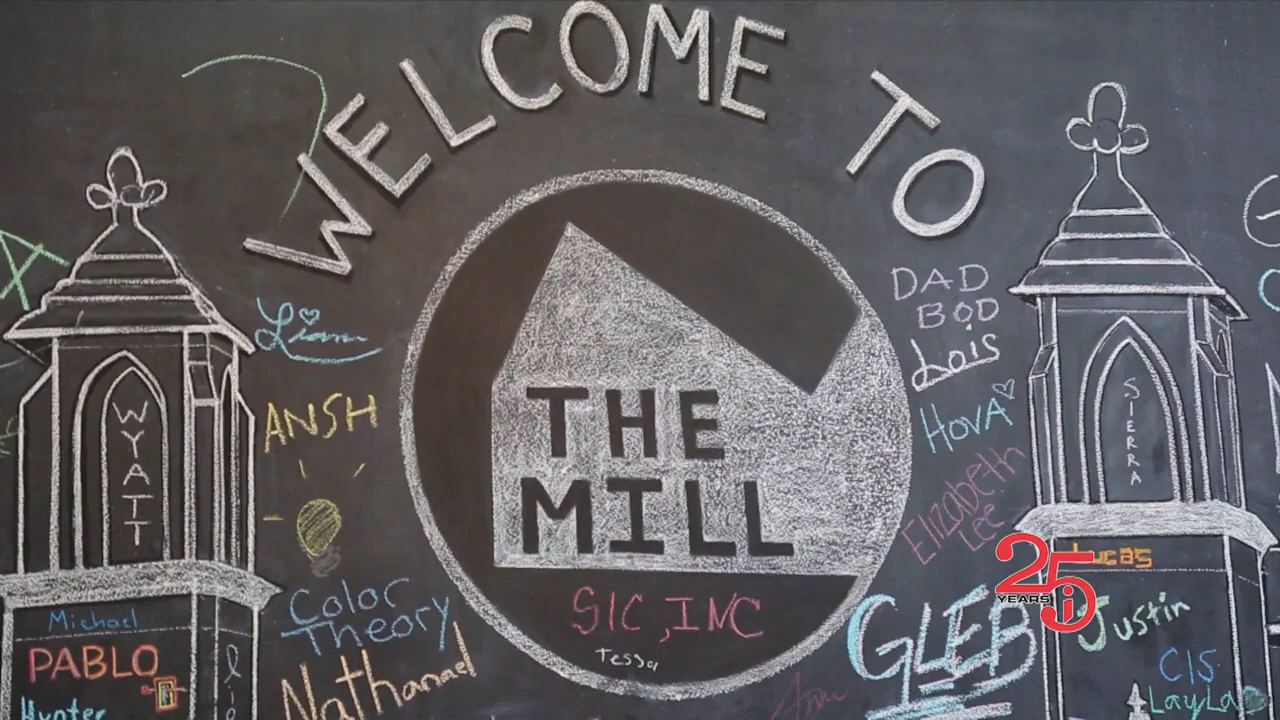 WELCOME TO
THE
MILL
SIC, INC
Tessa
WYATT
Liam
ANSH
Color
Theory
Nathanael
Michael
PABLO
Hunter
DAD
BOD
Lois
HOVA
Elizabeth
Lee
GLEB
SIERRA
Lucas
Justin
CJS
LayLa
25
YEARS